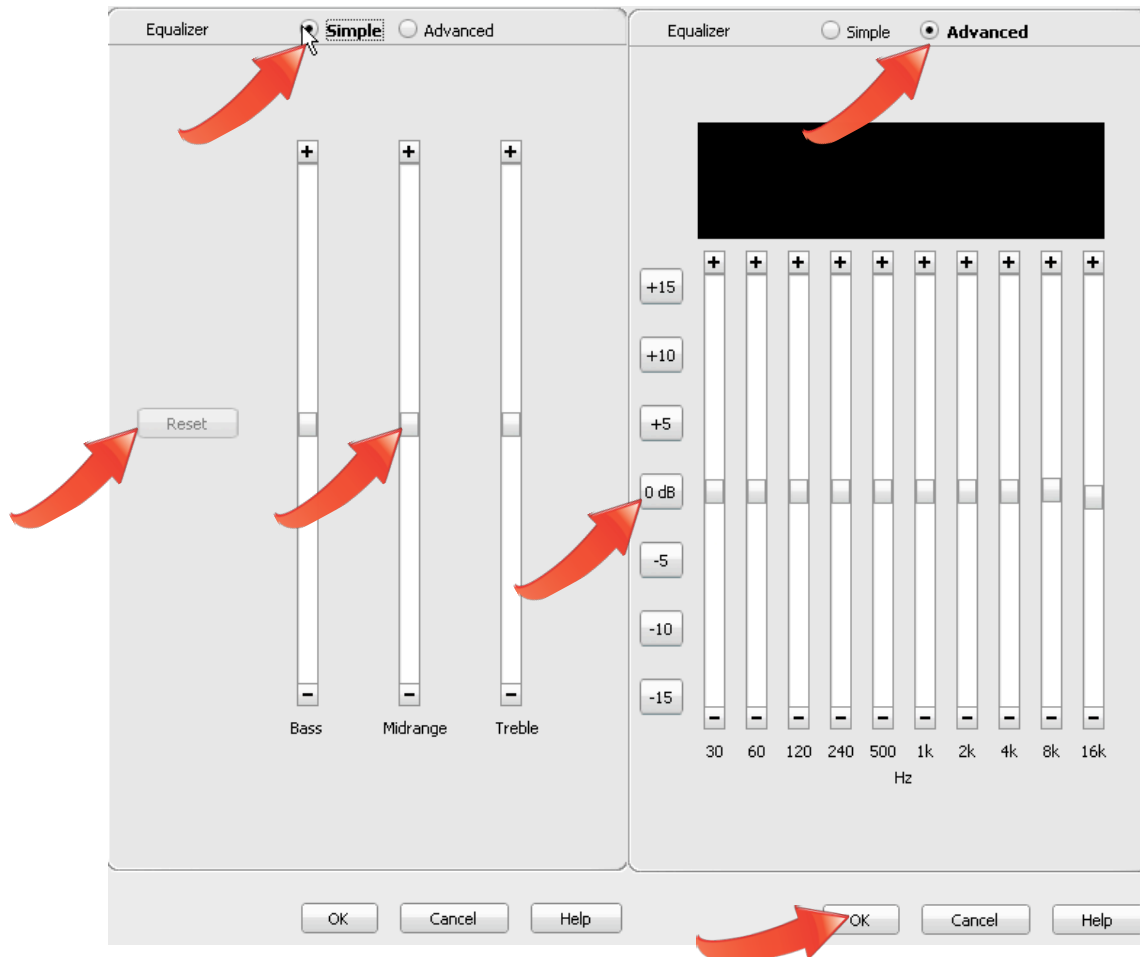 Equalizer Simple Advanced
Reset
Bass Midrange Treble
OK Cancel Help
Equalizer Simple Advanced
+ + + + + + + + + +
+15
+10
+5
0 dB
-5
-10
-15
30 60 120 240 500 1k 2k 4k 8k 16k
Hz
OK Cancel Help